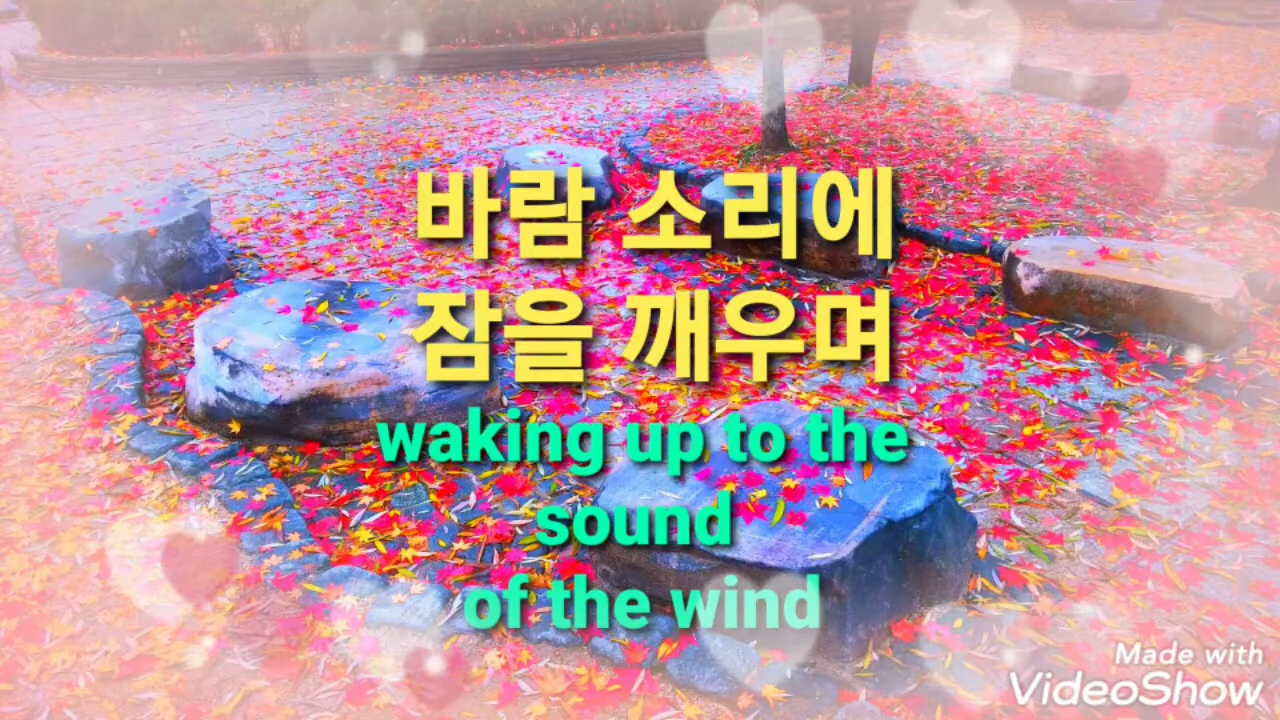 바람 소리에
잠을 깨우며
waking up to the
sound
of the wind
Made with
VideoShow